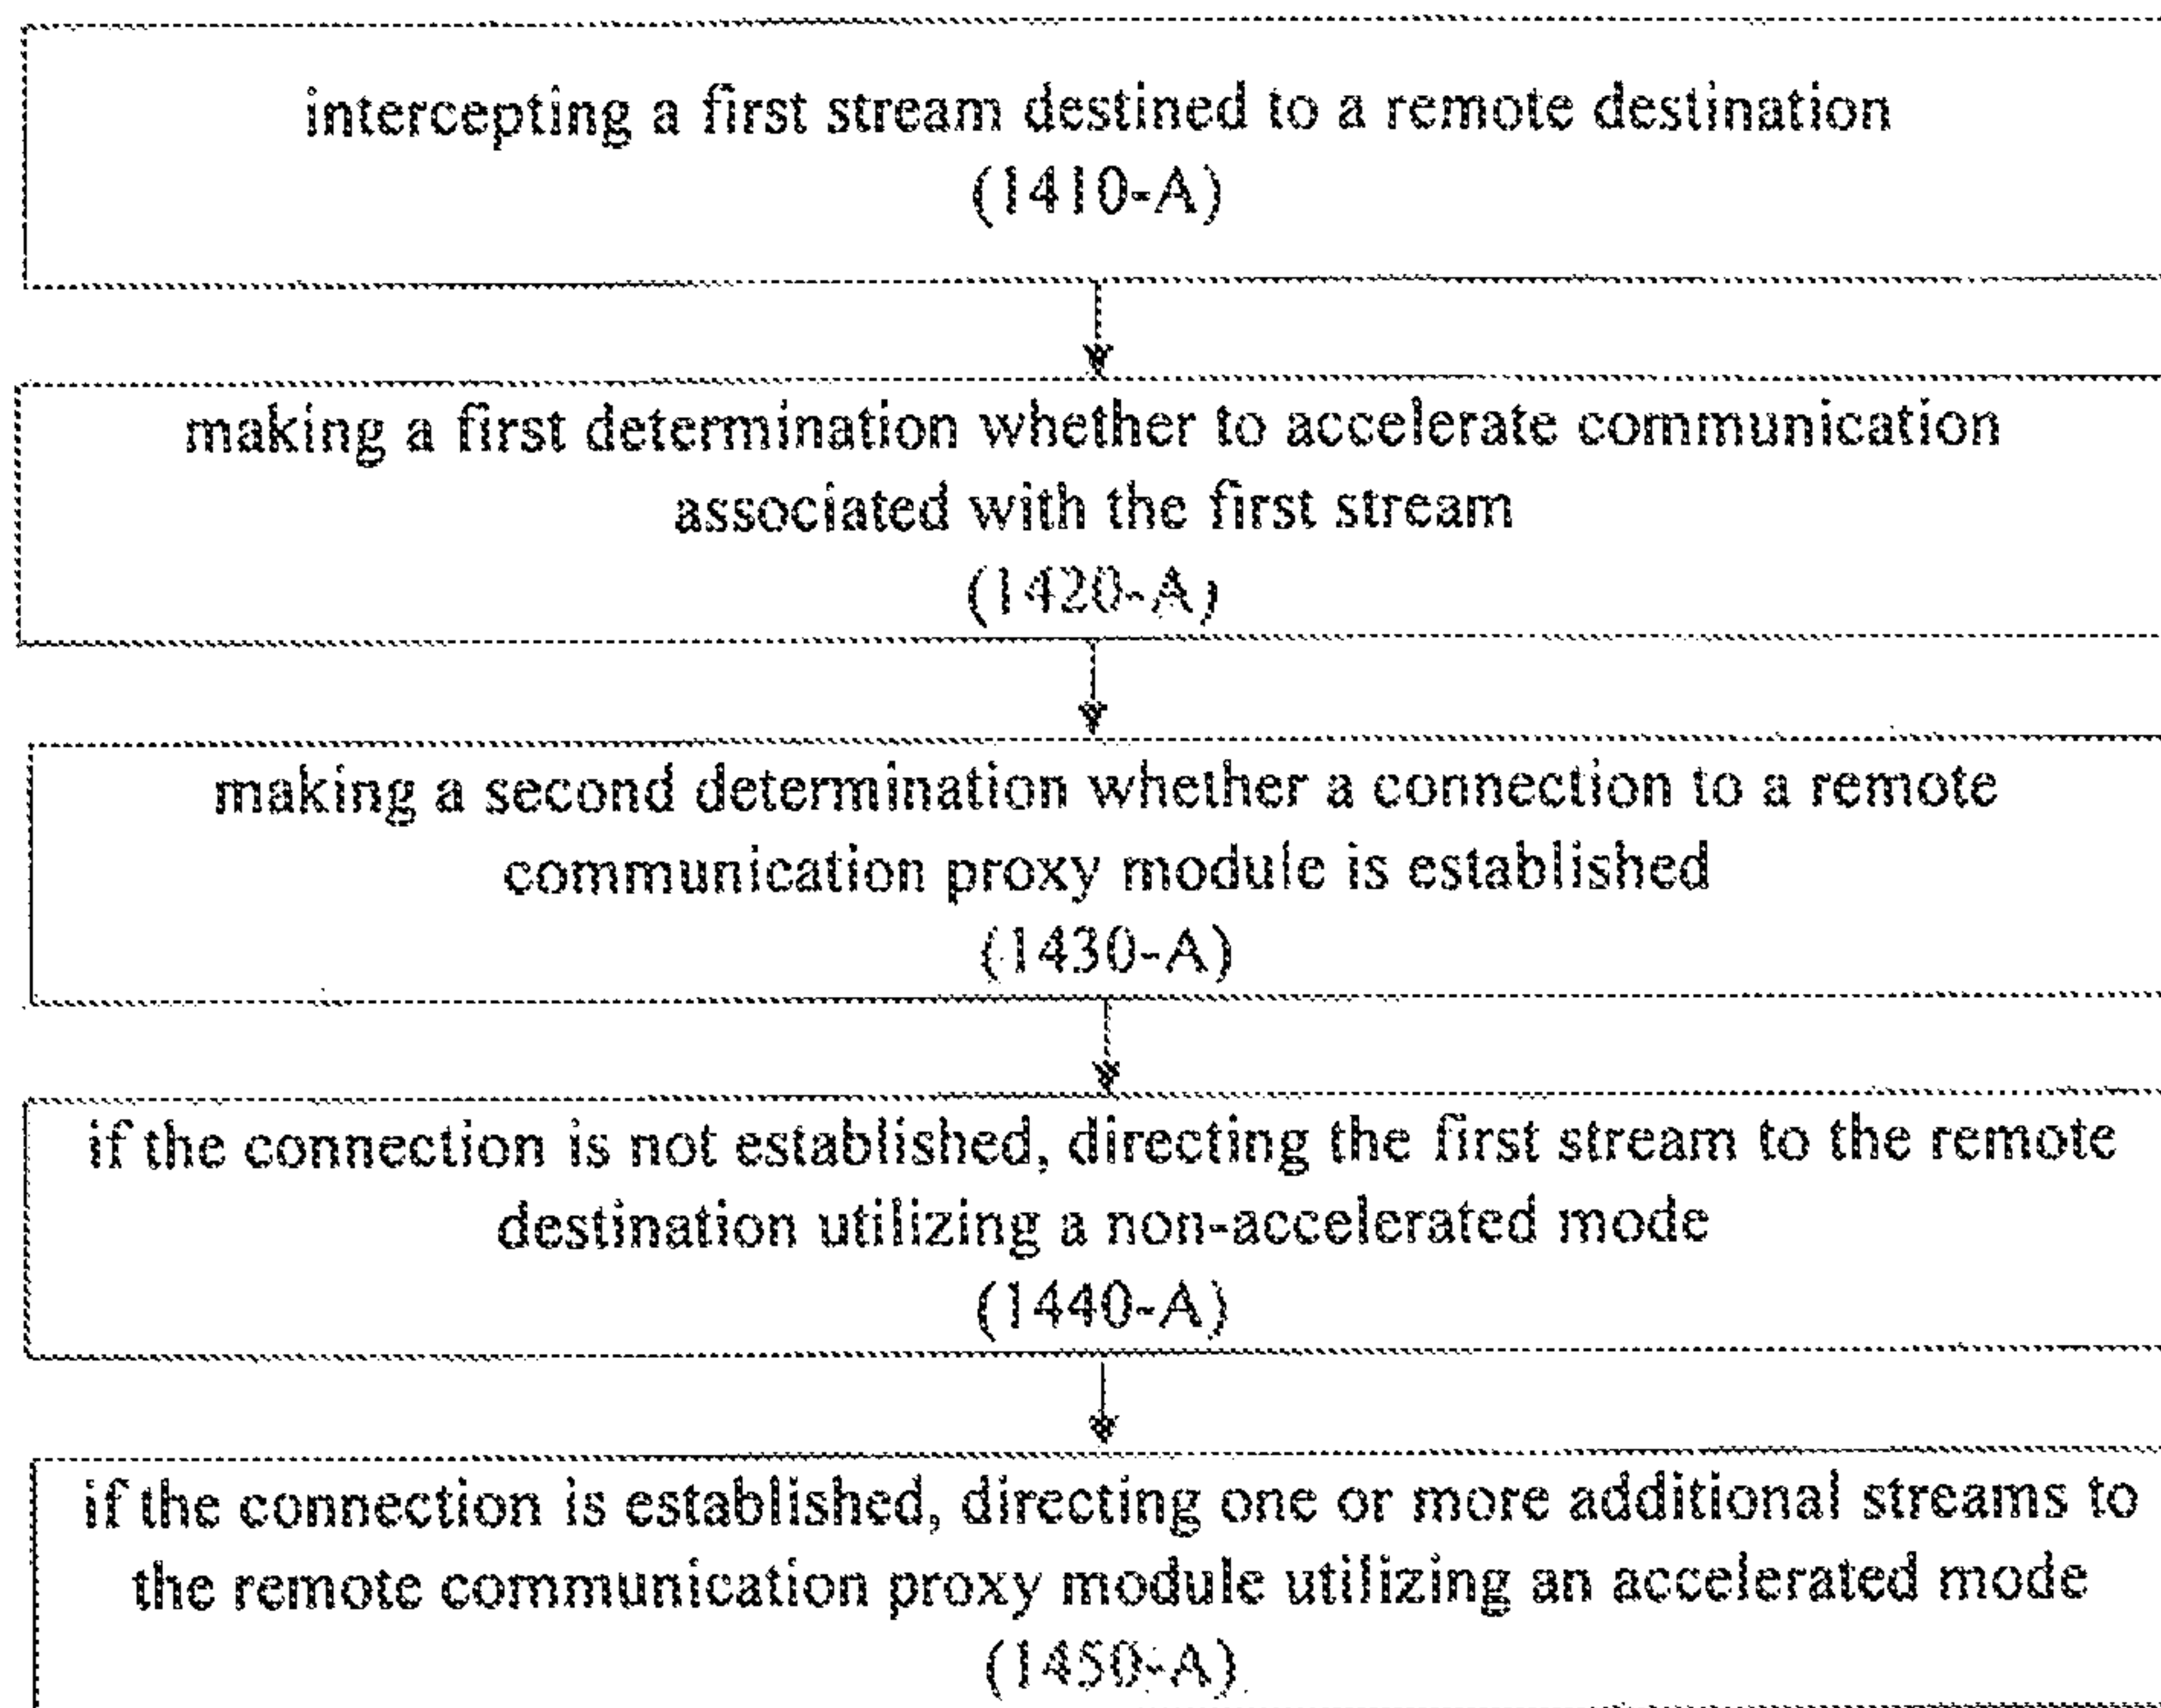 intercepting a first stream destined to a remote destination
(1410-A)
making a first determination whether to accelerate communication
associated with the first stream
(1420-A)
making a second determination whether a connection to a remote
communication proxy module is established
(1430-A)
if the connection is not established, directing the first stream to the remote
destination utilizing a non-accelerated mode
(1440-A)
if the connection is established, directing one or more additional streams to
the remote communication proxy module utilizing an accelerated mode
(1450-A)